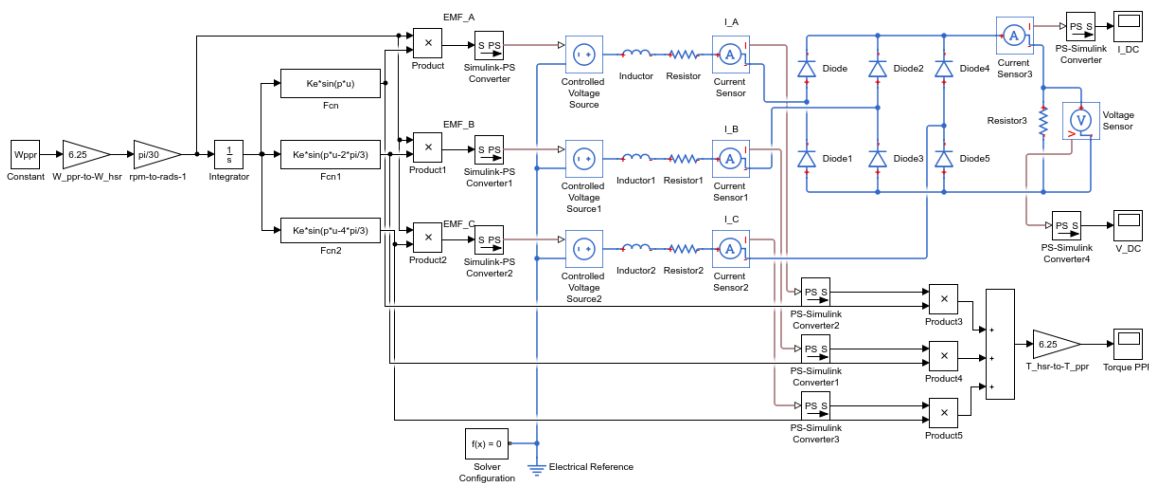 EMF_A
I_A
×
Product
S PS
Simulink-PS
Converter
Controlled
Voltage
Source
Inductor
Resistor
A
I
Current
Sensor
Diode
Diode2
Diode4
A
I
Current
Sensor3
PS S
PS-Simulink
Converter
I_DC
Ke*sin(p*u)
Fcn
Resistor3
V
Voltage
Sensor
Wppr
Constant
6.25
W_ppr-to-W_hsr
pi/30
rpm-to-rads-1
1
s
Integrator
Ke*sin(p*u-2*pi/3)
Fcn1
EMF_B
×
Product1
S PS
Simulink-PS
Converter1
Controlled
Voltage
Source1
Inductor1
Resistor1
I_B
A
I
Current
Sensor1
Diode1
Diode3
Diode5
Ke*sin(p*u-4*pi/3)
Fcn2
EMF_C
×
Product2
S PS
Simulink-PS
Converter2
Controlled
Voltage
Source2
Inductor2
Resistor2
I_C
A
I
Current
Sensor2
PS S
PS-Simulink
Converter4
V_DC
PS S
PS-Simulink
Converter2
×
Product3
PS S
PS-Simulink
Converter1
×
Product4
PS S
PS-Simulink
Converter3
×
Product5
+
+
+
6.25
T_hsr-to-T_ppr
Torque PPR
f(x) = 0
Solver
Configuration
Electrical Reference